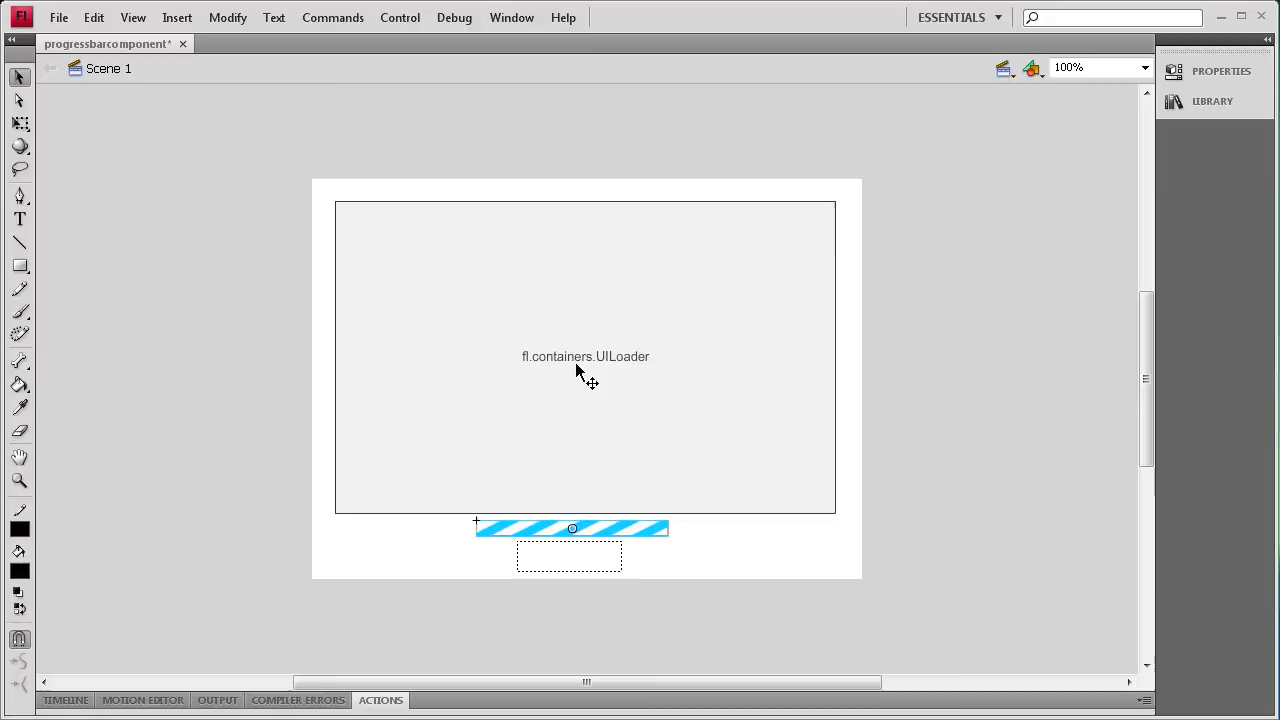 Fl File Edit View Insert Modify Text Commands Control Debug Window Help ESSENTIALS
progressbarcomponent*
Scene 1 100%
PROPERTIES
LIBRARY
fl.containers.UILoader
TIMELINE MOTION EDITOR OUTPUT COMPILER ERRORS ACTIONS